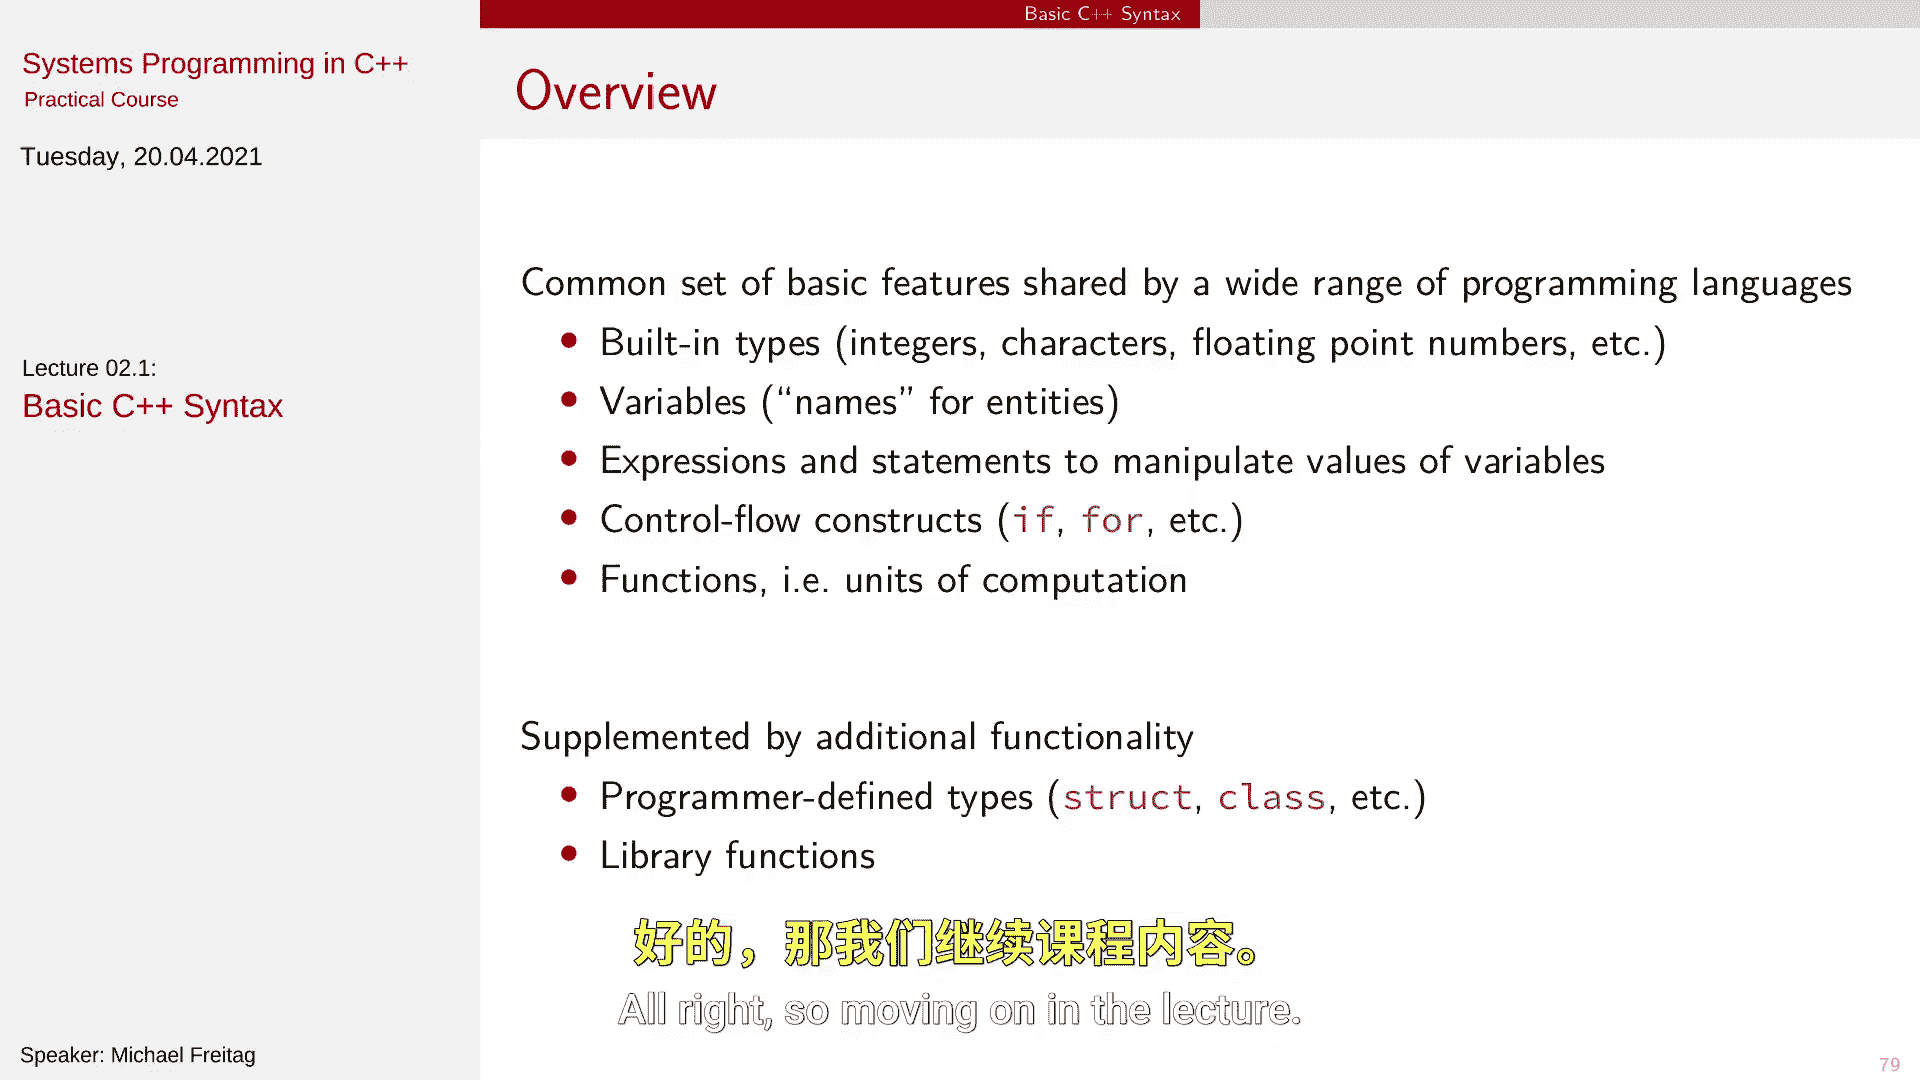 Basic C++ Syntax
Systems Programming in C++
Practical Course
Tuesday, 20.04.2021
Lecture 02.1:
Basic C++ Syntax
Speaker: Michael Freitag
Overview
Common set of basic features shared by a wide range of programming languages
• Built-in types (integers, characters, floating point numbers, etc.)
• Variables (“names” for entities)
• Expressions and statements to manipulate values of variables
• Control-flow constructs (if, for, etc.)
• Functions, i.e. units of computation
Supplemented by additional functionality
• Programmer-defined types (struct, class, etc.)
• Library functions
好的，那我们继续课程内容。
All right, so moving on in the lecture.
79